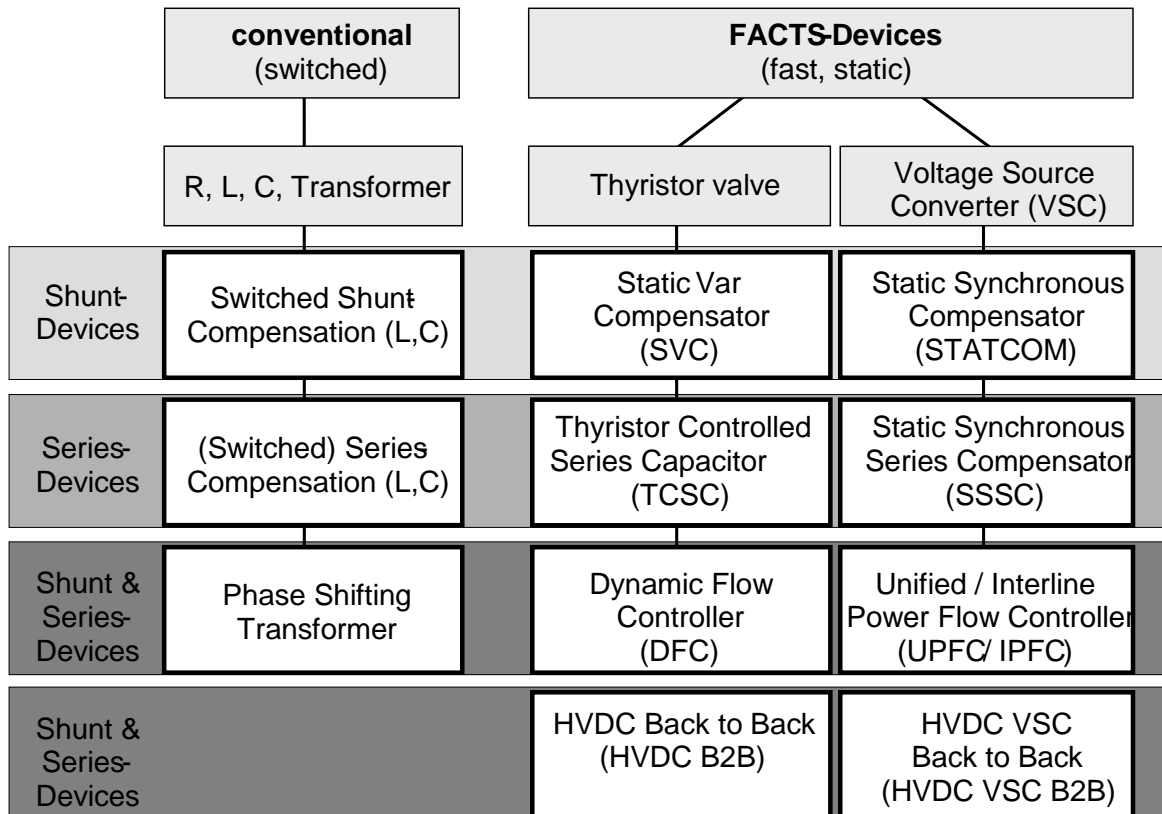 conventional
(switched)
FACTS-Devices
(fast, static)
R, L, C, Transformer
Thyristor valve
Voltage Source
Converter (VSC)
Shunt-
Devices
Switched Shunt-
Compensation (L,C)
Static Var
Compensator
(SVC)
Static Synchronous
Compensator
(STATCOM)
Series-
Devices
(Switched) Series-
Compensation (L,C)
Thyristor Controlled
Series Capacitor
(TCSC)
Static Synchronous
Series Compensator
(SSSC)
Shunt &
Series-
Devices
Phase Shifting
Transformer
Dynamic Flow
Controller
(DFC)
Unified / Interline
Power Flow Controller
(UPFC/ IPFC)
Shunt &
Series-
Devices
HVDC Back to Back
(HVDC B2B)
HVDC VSC
Back to Back
(HVDC VSC B2B)